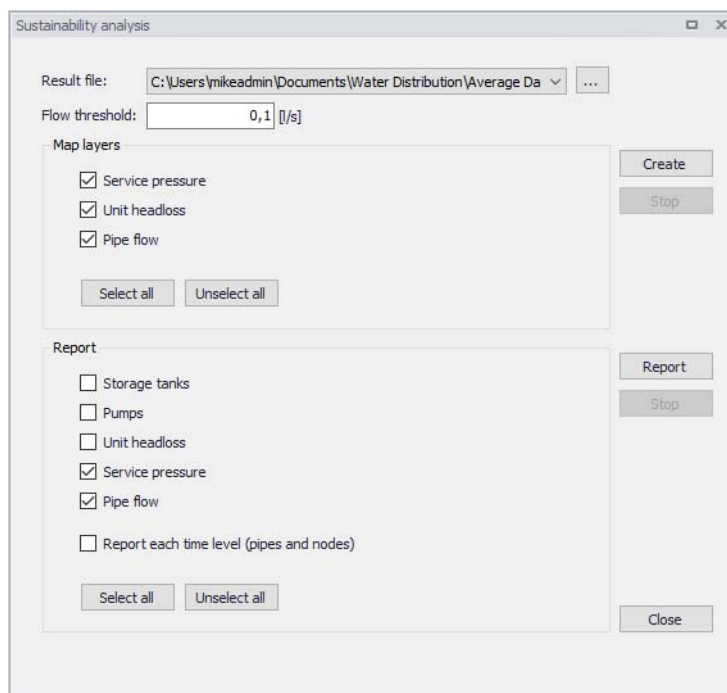 Sustainability analysis
Result file: C:\Users\mikeadmin\Documents\Water Distribution\Average Da ...
Flow threshold: 0,1 [l/s]
Map layers
Create
Service pressure
Stop
Unit headloss
Pipe flow
Select all Unselect all
Report
Report
Storage tanks
Stop
Pumps
Unit headloss
Service pressure
Pipe flow
Report each time level (pipes and nodes)
Select all Unselect all
Close